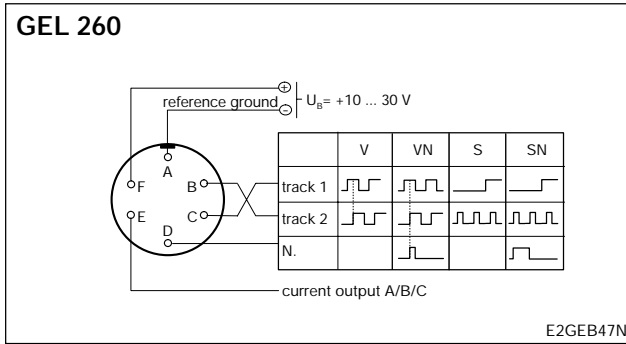 GEL 260
+
reference ground
U_B= +10 ... 30 V
−
V VN S SN
A
F B track 1
E C track 2
D
N.
current output A/B/C
E2GEB47N